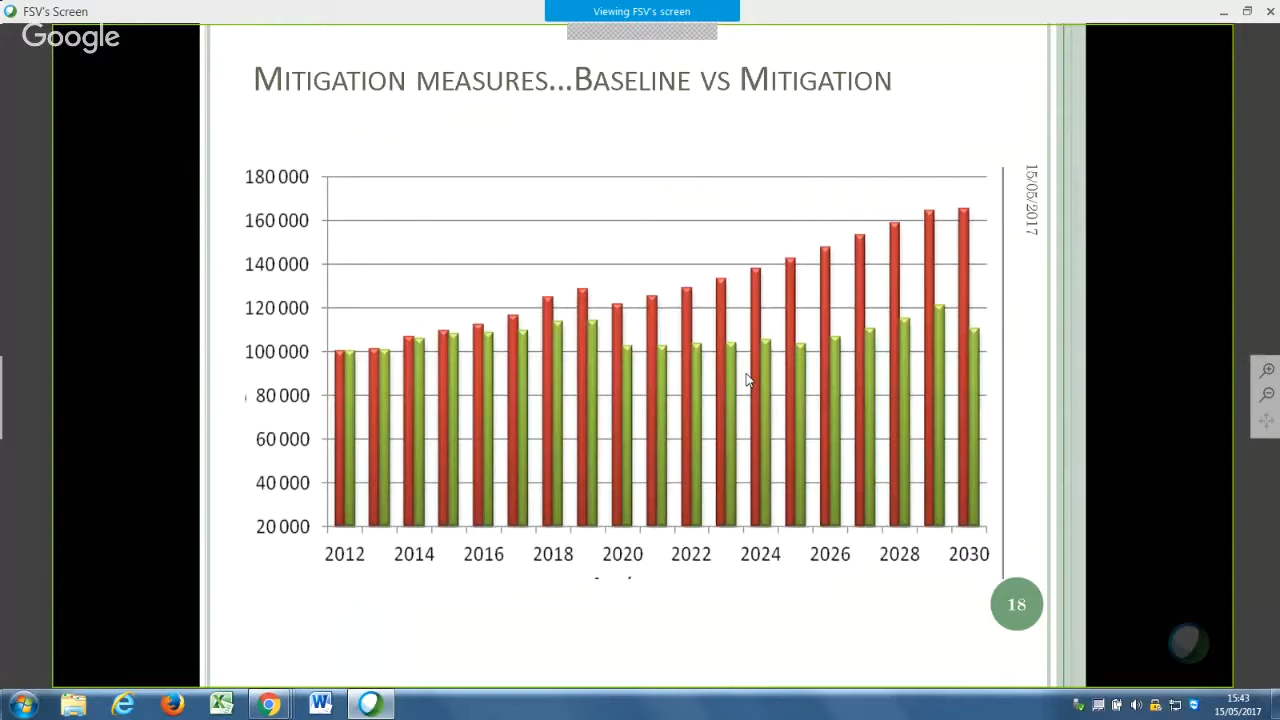 FSV's Screen
Viewing FSV's screen
Google
MITIGATION MEASURES...BASELINE VS MITIGATION
15/05/2017
180 000
160 000
140 000
120 000
100 000
80 000
60 000
40 000
20 000
2012 2014 2016 2018 2020 2022 2024 2026 2028 2030
18
15:43
15/05/2017